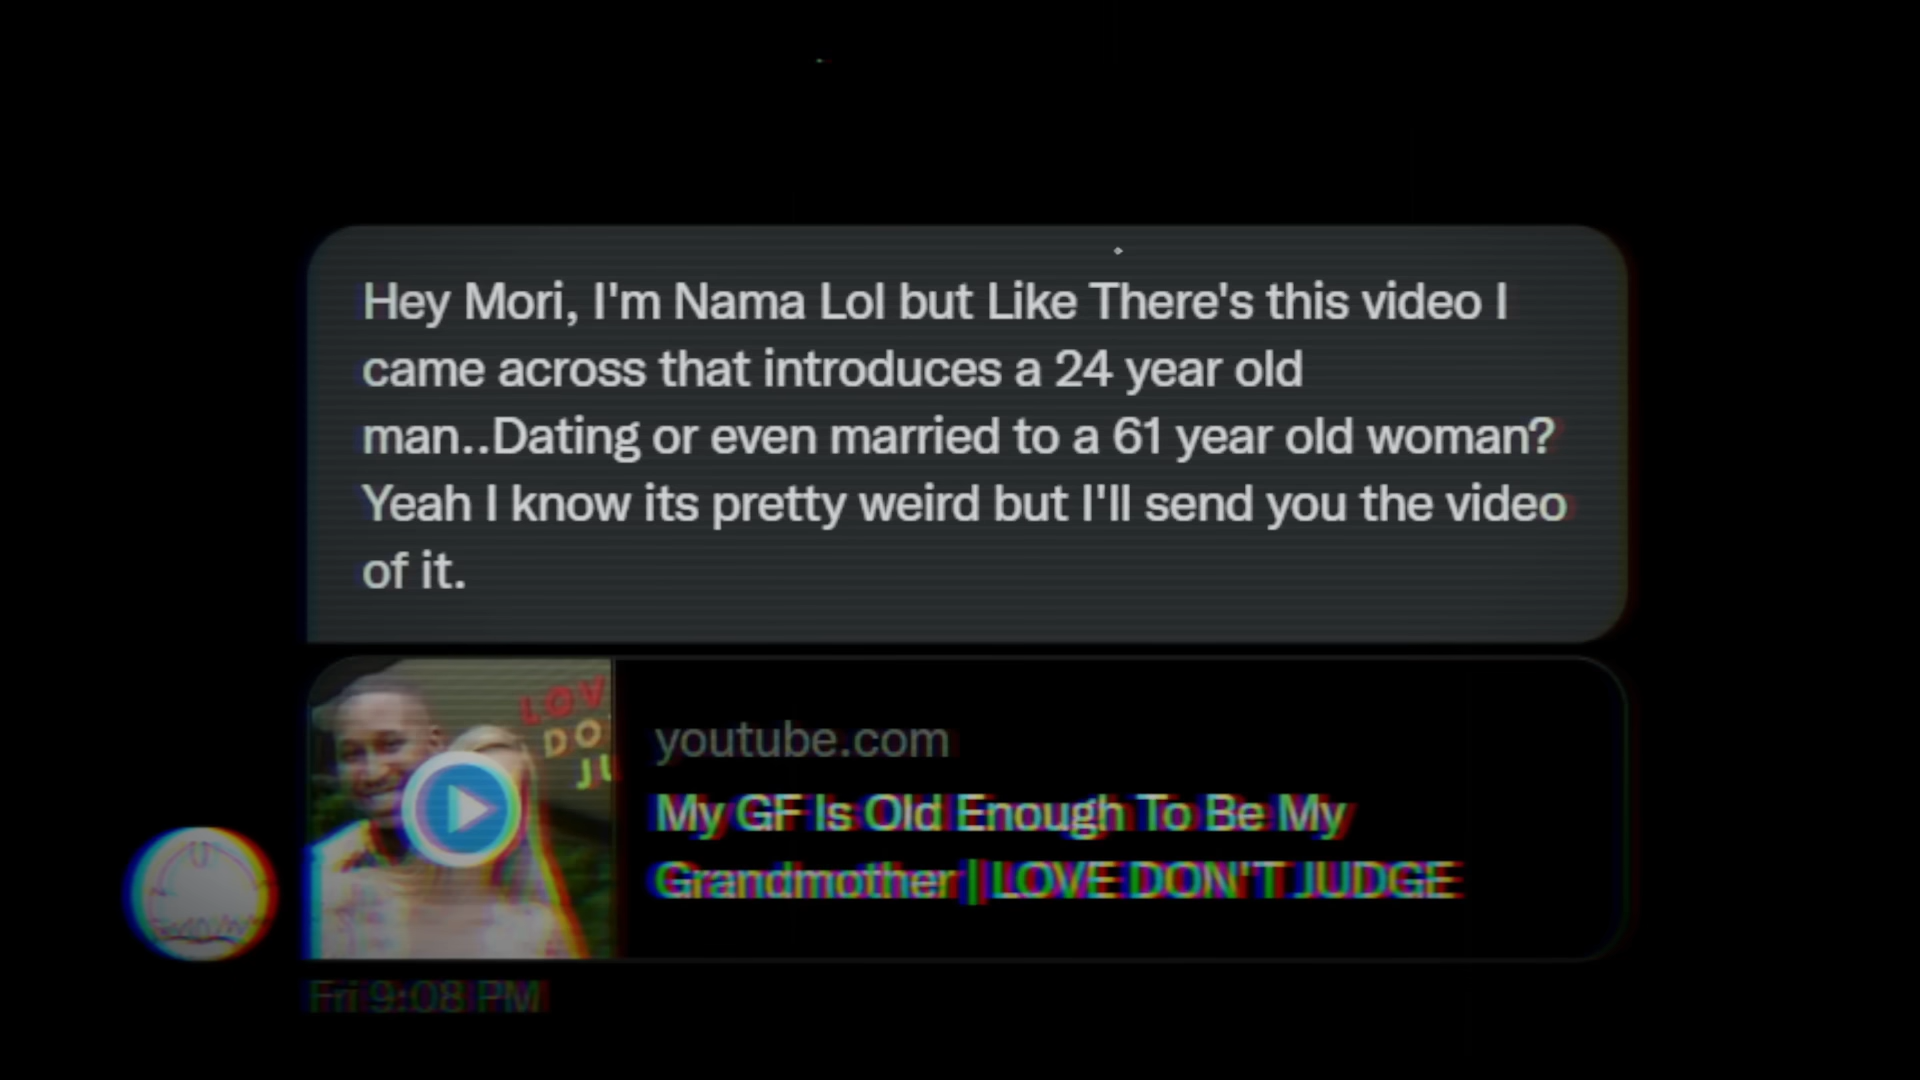 Hey Mori, I'm Nama Lol but Like There's this video I
came across that introduces a 24 year old
man..Dating or even married to a 61 year old woman?
Yeah I know its pretty weird but I'll send you the video
of it.
LOV
DO
JU
youtube.com
My GF Is Old Enough To Be My
Grandmother | LOVE DON'T JUDGE
Fri 9:08 PM